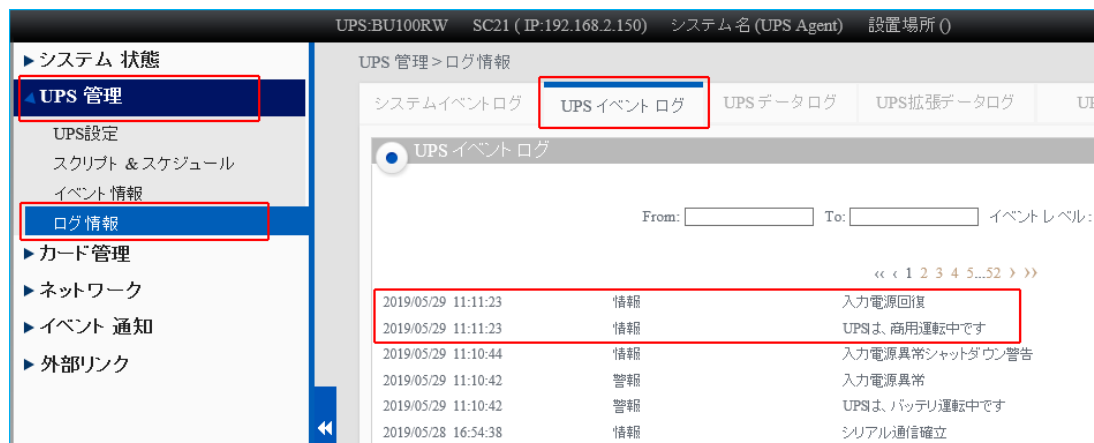 UPS:BU100RW SC21 ( IP:192.168.2.150) システム名 (UPS Agent) 設置場所 ()
システム 状態
UPS 管理
UPS設定
スクリプト & スケジュール
イベント 情報
ログ 情報
カード 管理
ネットワーク
イベント 通知
外部リンク
UPS 管理 > ログ情報
システムイベントログ UPS イベント ログ UPS データログ UPS拡張データログ UP
UPS イベント ログ
From: To: イベント レベル :
‹‹ ‹ 1 2 3 4 5...52 › ››
2019/05/29 11:11:23 情報 入力電源回復
2019/05/29 11:11:23 情報 UPSは、商用運転中です
2019/05/29 11:10:44 情報 入力電源異常シャットダウン警告
2019/05/29 11:10:42 警報 入力電源異常
2019/05/29 11:10:42 警報 UPSは、バッテリ運転中です
2019/05/28 16:54:38 情報 シリアル通信確立